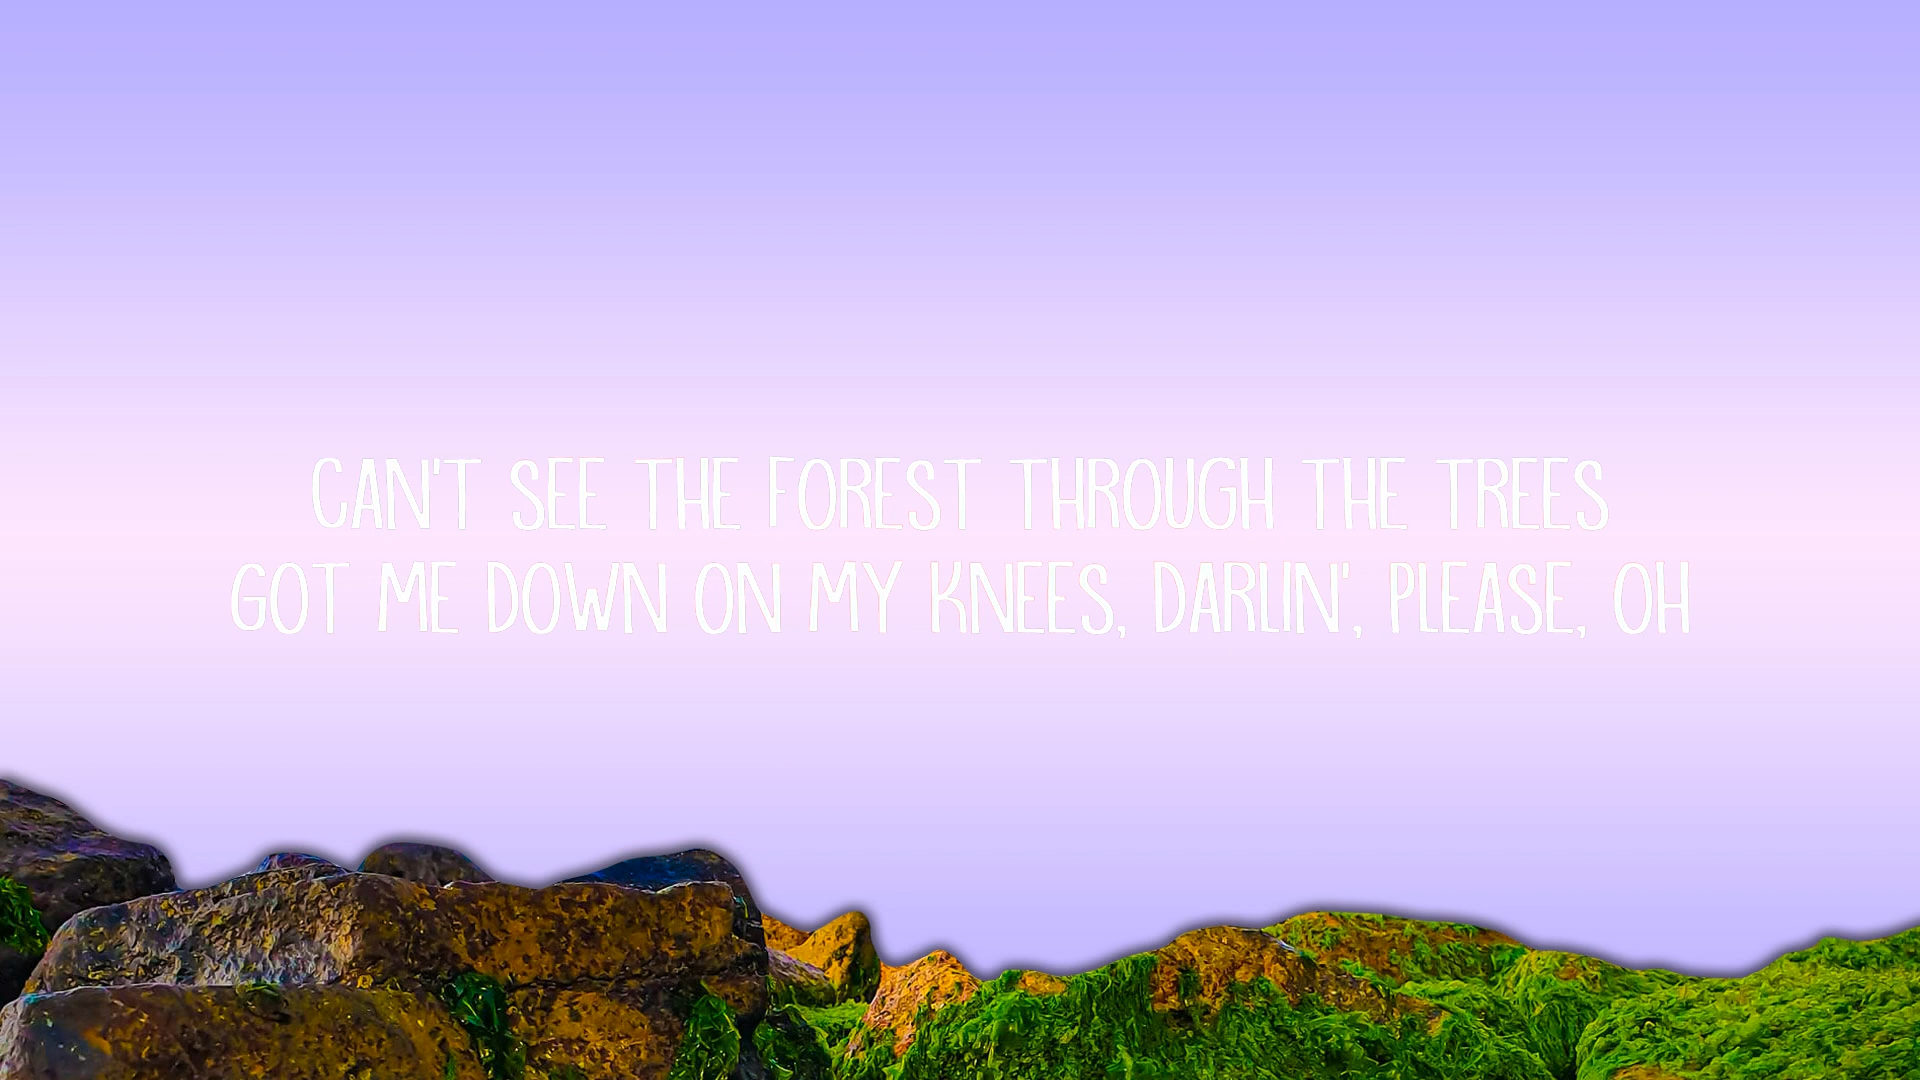 CAN'T SEE THE FOREST THROUGH THE TREES
GOT ME DOWN ON MY KNEES, DARLIN', PLEASE, OH